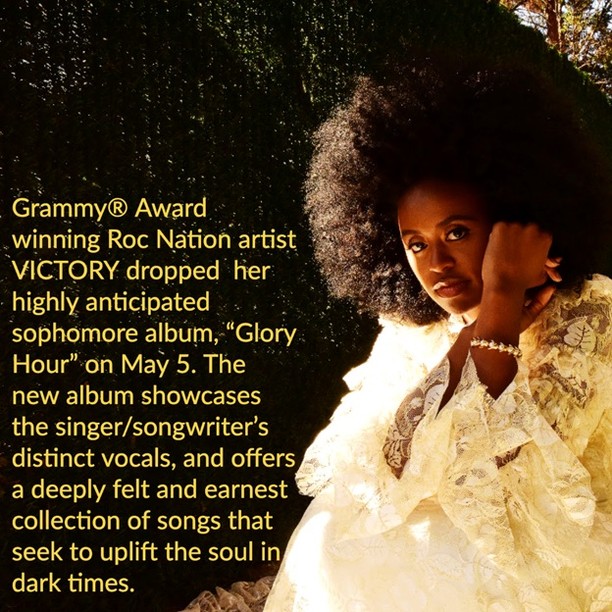 Grammy® Award
winning Roc Nation artist
VICTORY dropped  her
highly anticipated
sophomore album, “Glory
Hour” on May 5. The
new album showcases
the singer/songwriter’s
distinct vocals, and offers
a deeply felt and earnest
collection of songs that
seek to uplift the soul in
dark times.